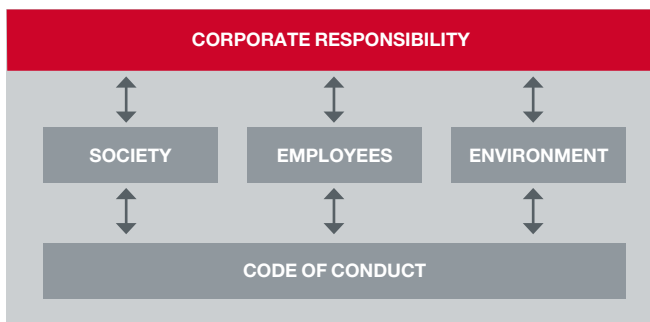 CORPORATE RESPONSIBILITY
SOCIETY EMPLOYEES ENVIRONMENT
CODE OF CONDUCT